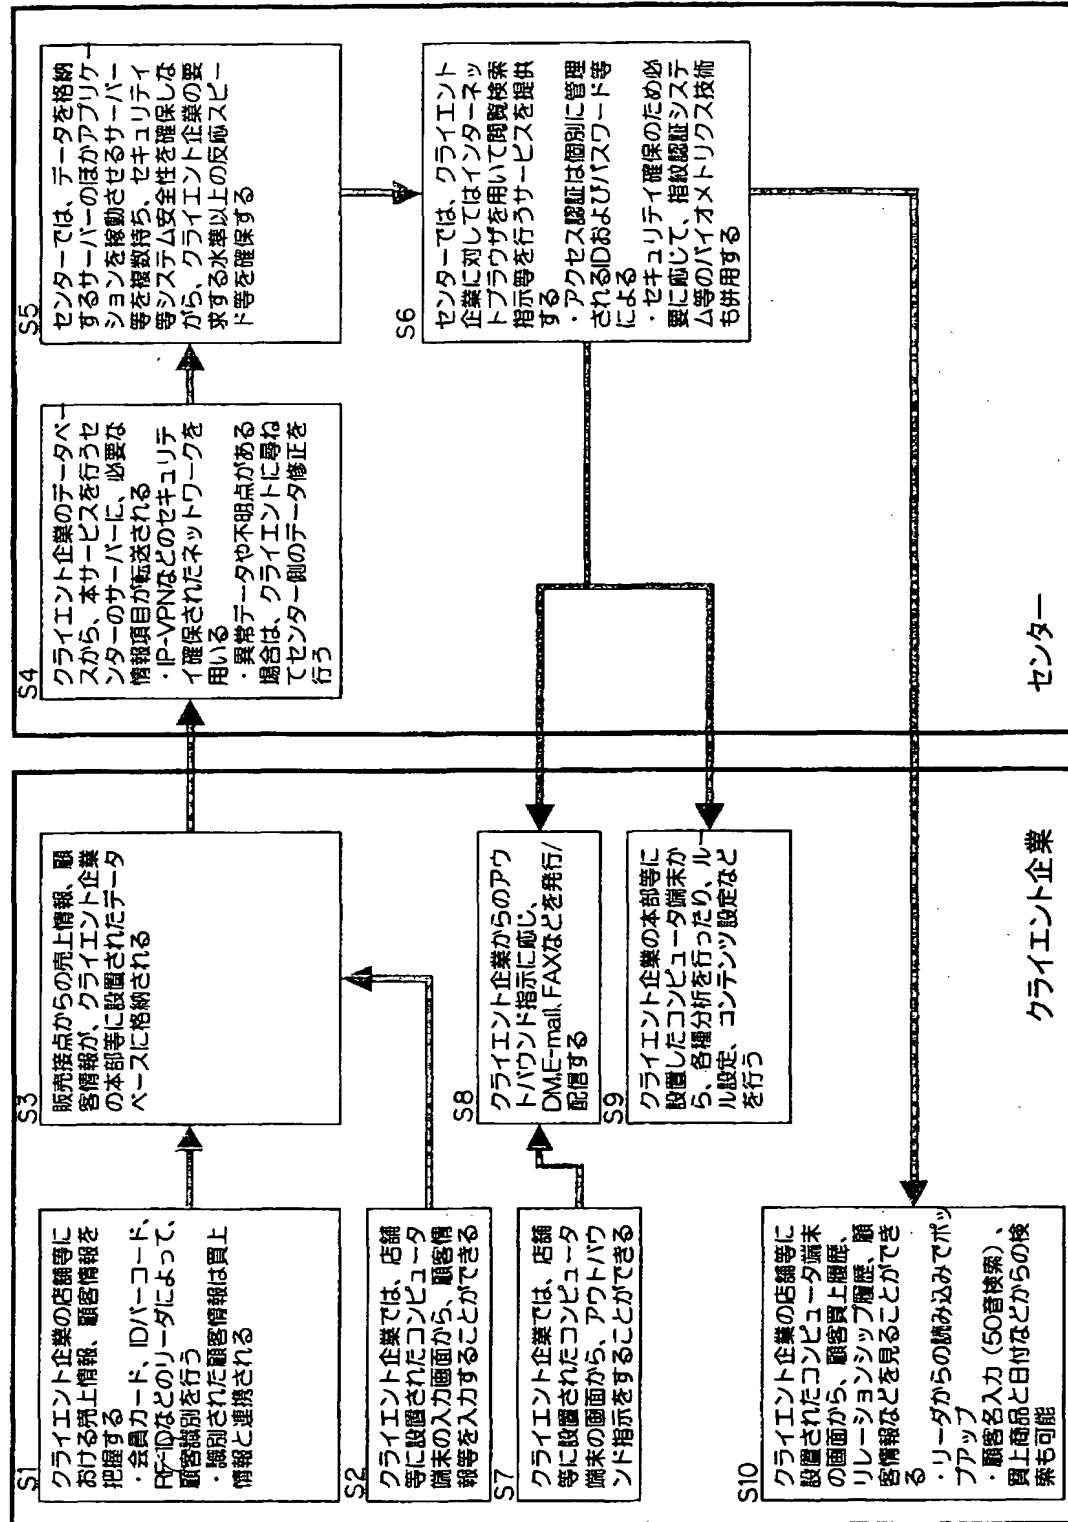 S1
クライエント企業の店舗等に
おける売上情報、顧客情報を
把握する
・会員カード、IDバーコード、
RF-IDなどのリーダによって、
顧客識別を行う
・識別された顧客情報は買上
情報と連携される
S2
クライエント企業では、店舗
等に設置されたコンピュータ
端末の入力画面から、顧客情
報等を入力することができる
S7
クライエント企業では、店舗
等に設置されたコンピュータ
端末の画面から、アウトバウ
ンド指示をすることができる
S10
クライエント企業の店舗等に
設置されたコンピュータ端末
の画面から、顧客買上履歴、
リレーションシップ履歴、顧
客情報などを見ることができ
る
・リーダからの読み込みでポッ
プアップ
・顧客名入力（50音検索）、
買上商品と日付などからの検
索も可能
S3
販売接点からの売上情報、顧
客情報が、クライエント企業
の本部等に設置されたデータ
ベースに格納される
S8
クライエント企業からのアウ
トバウンド指示に応じ、
DM,E-mail,FAXなどを発行/
配信する
S9
クライエント企業の本部等に
設置したコンピュータ端末か
ら、各種分析を行ったり、ルー
ル設定、コンテンツ設定など
を行う
クライエント企業
S4
クライエント企業のデータベー
スから、本サービスを行うセ
ンターのサーバーに、必要な
情報項目が転送される
・IP-VPNなどのセキュリテ
ィ確保されたネットワークを
用いる
・異常データや不明点がある
場合は、クライエントに尋ね
てセンター側のデータ修正を
行う
S5
センターでは、データを格納
するサーバーのほかアプリケー
ションを稼動させるサーバー
等を複数持ち、セキュリティ
等システム安全性を確保しな
がら、クライエント企業の要
求する水準以上の反応スピー
ド等を確保する
S6
センターでは、クライエント
企業に対してはインターネッ
トブラウザを用いて閲覧検索
指示等を行うサービスを提供
する
・アクセス認証は個別に管理
されるIDおよびパスワード等
による
・セキュリティ確保のため必
要に応じて、指紋認証システ
ム等のバイオメトリクス技術
も併用する
センター